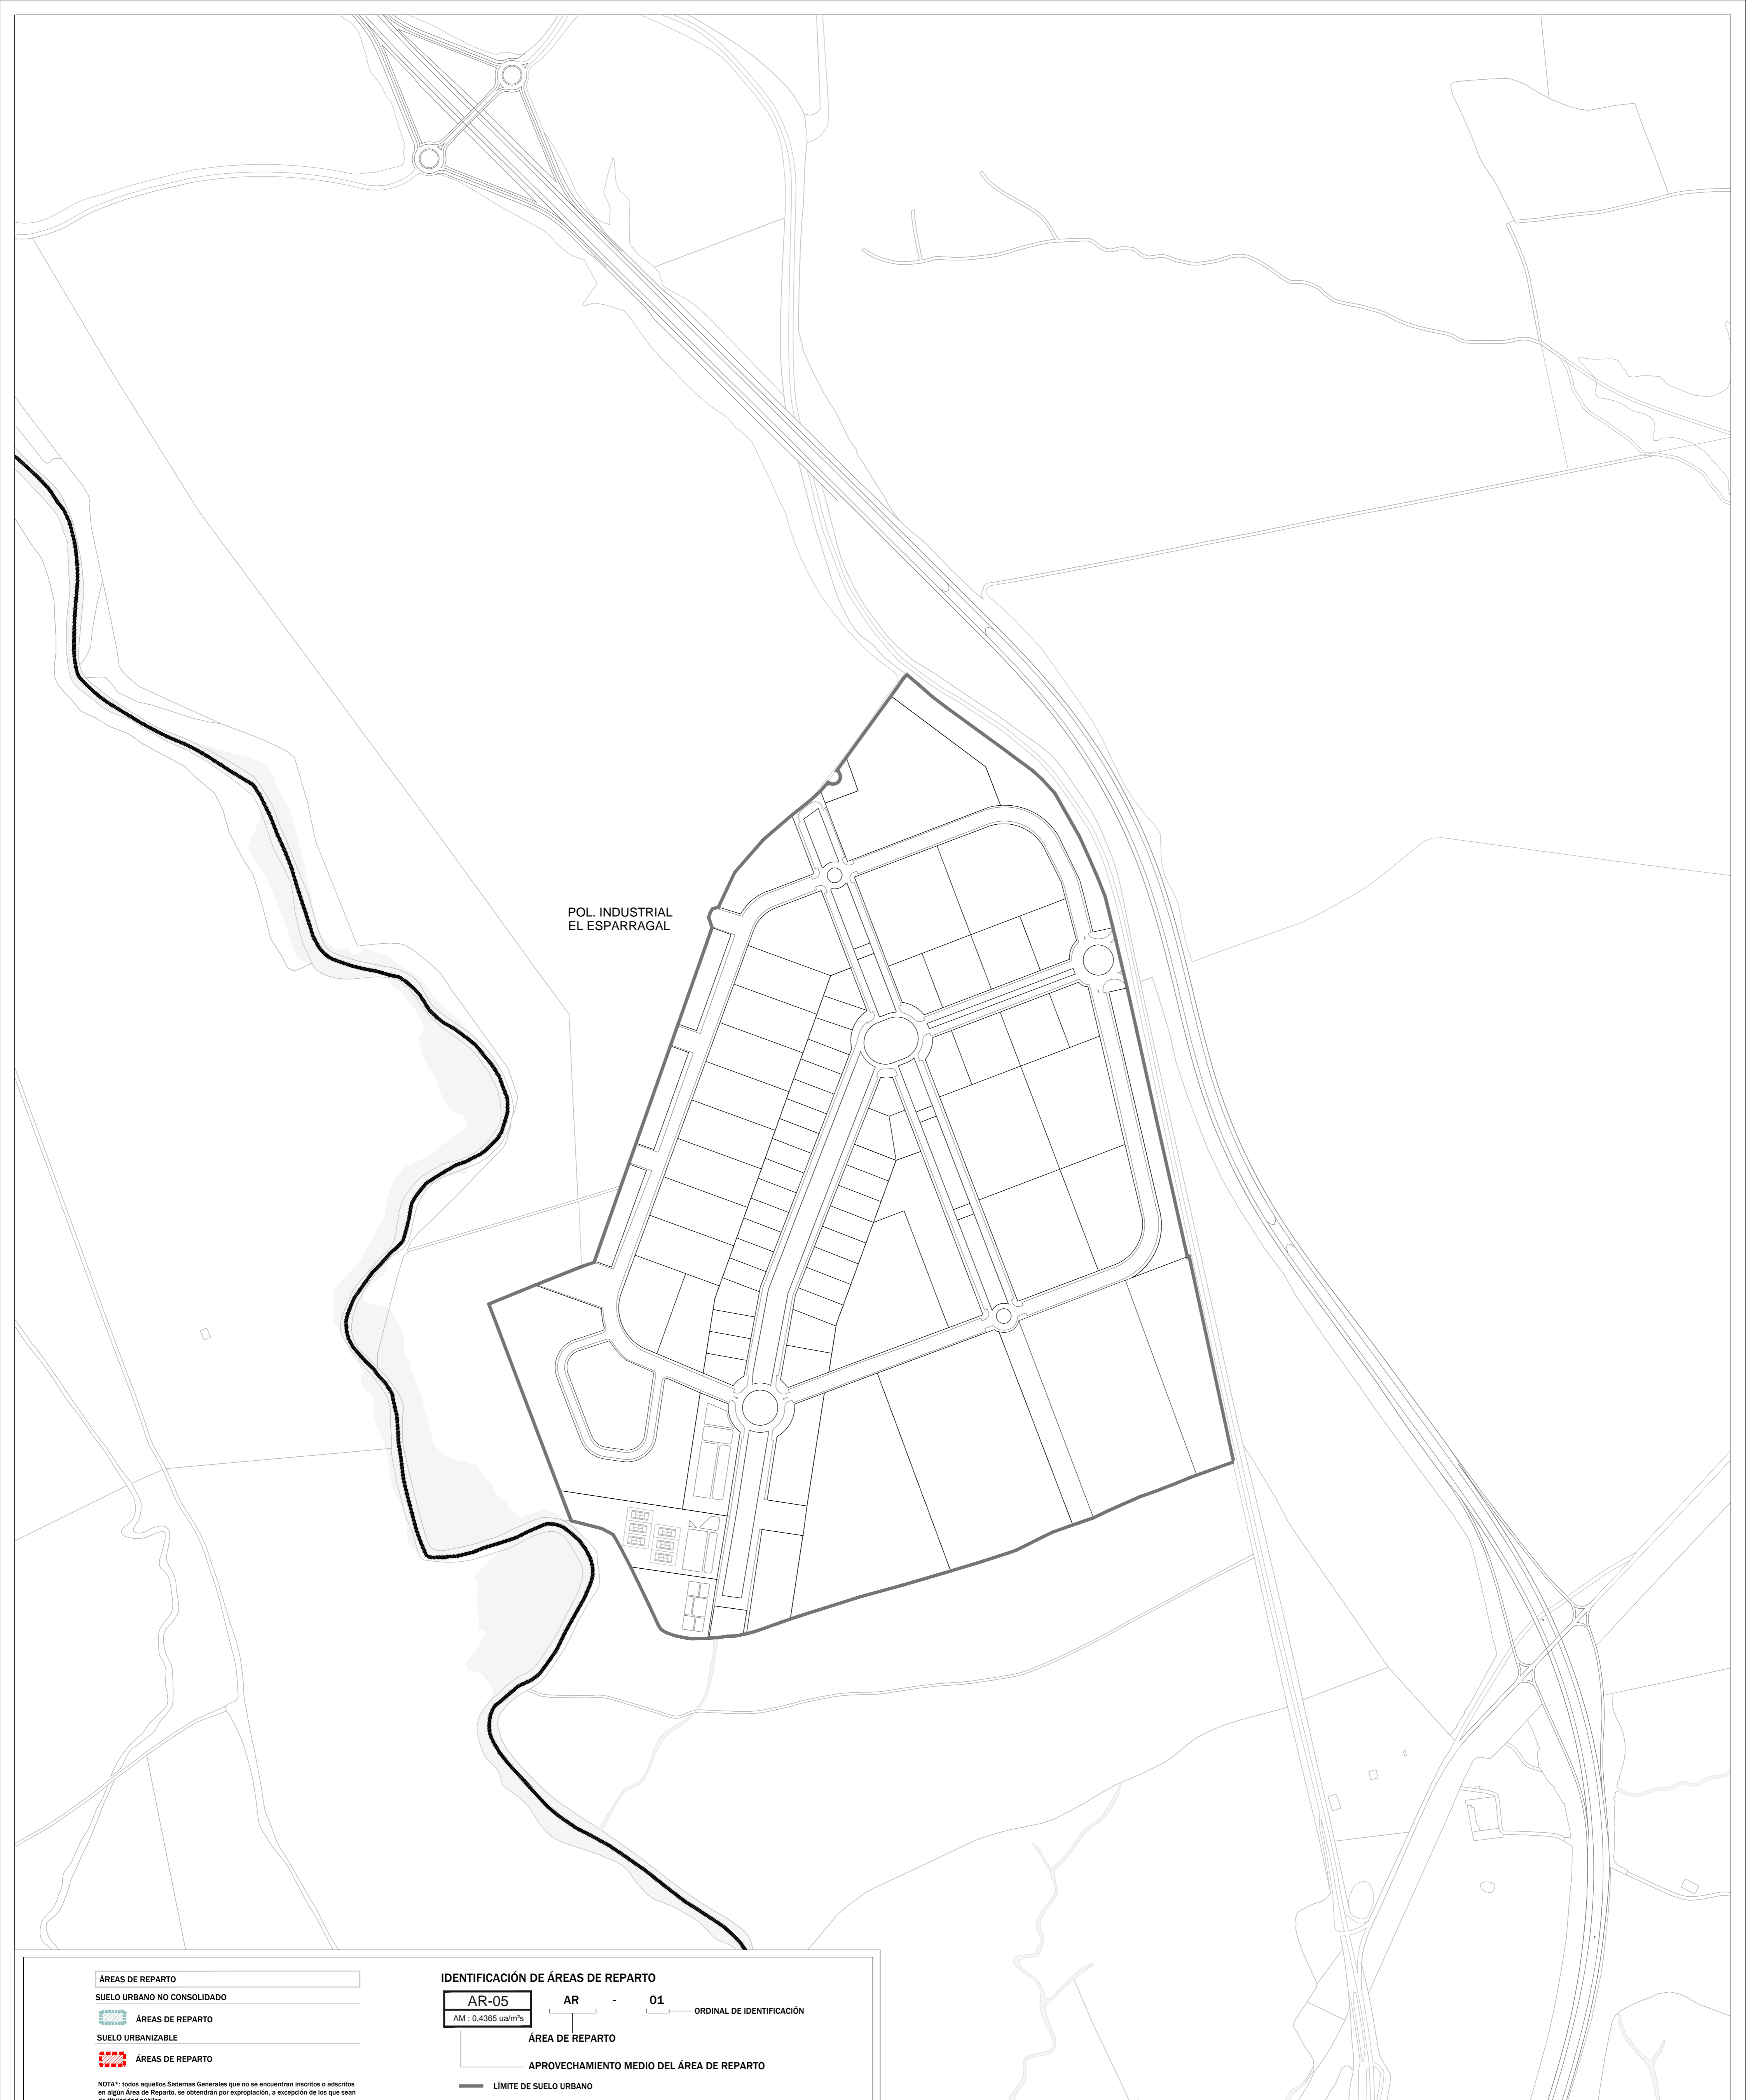 POL. INDUSTRIAL
EL ESPARRAGAL
ÁREAS DE REPARTO
SUELO URBANO NO CONSOLIDADO
ÁREAS DE REPARTO
SUELO URBANIZABLE
ÁREAS DE REPARTO
NOTA*: todos aquellos Sistemas Generales que no se encuentran inscritos o adscritos
en algún Área de Reparto, se obtendrán por expropiación, a excepción de los que sean
de titularidad pública
IDENTIFICACIÓN DE ÁREAS DE REPARTO
AR-05
AM : 0,4365 ua/m²s
AR - 01
ORDINAL DE IDENTIFICACIÓN
ÁREA DE REPARTO
APROVECHAMIENTO MEDIO DEL ÁREA DE REPARTO
LÍMITE DE SUELO URBANO